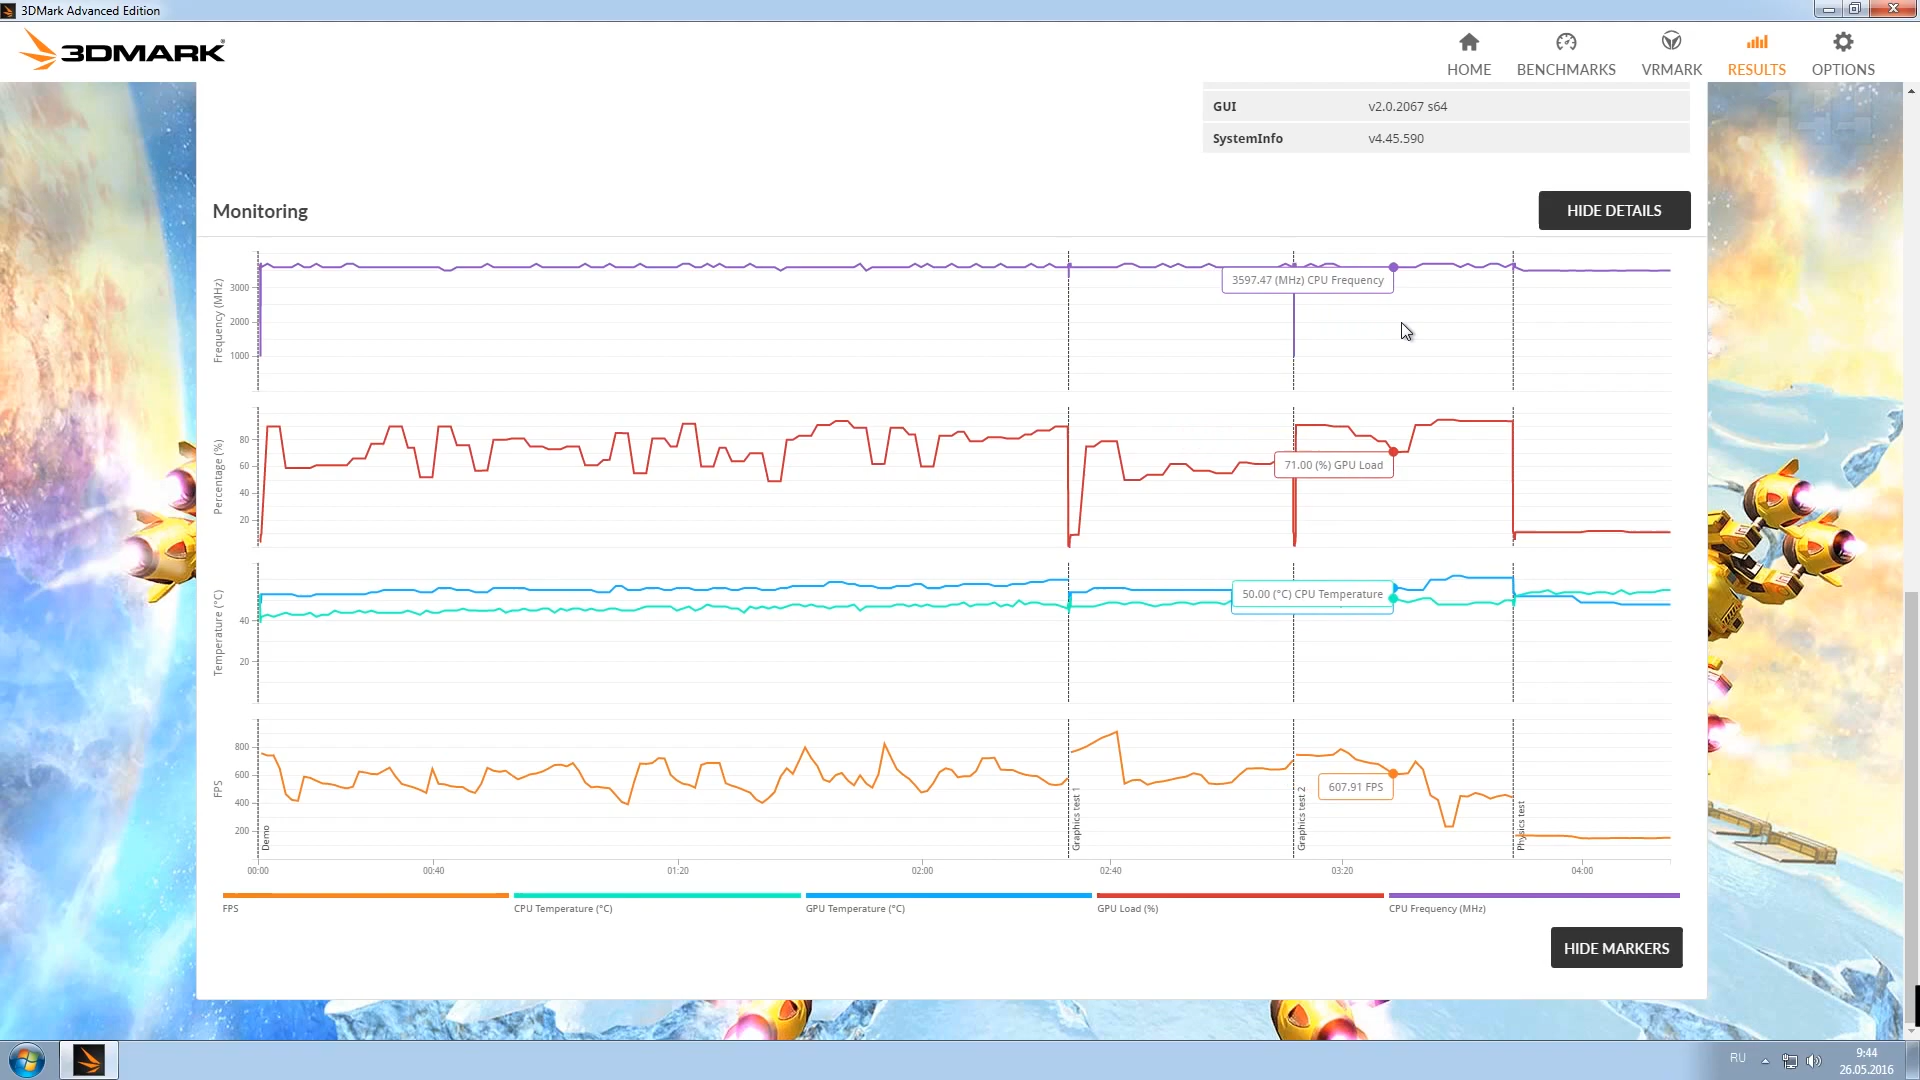 3DMark Advanced Edition
3DMARK
HOME
BENCHMARKS
VRMARK
RESULTS
OPTIONS
GUI v2.0.2067 s64
SystemInfo v4.45.590
Monitoring
HIDE DETAILS
Frequency (MHz)
3000
2000
1000
3597.47 (MHz) CPU Frequency
Percentage (%)
80
60
40
20
71.00 (%) GPU Load
Temperature (°C)
40
20
50.00 (°C) CPU Temperature
FPS
800
600
400
200
607.91 FPS
Demo
Graphics test 1
Graphics test 2
Physics test
00:00 00:40 01:20 02:00 02:40 03:20 04:00
FPS
CPU Temperature (°C)
GPU Temperature (°C)
GPU Load (%)
CPU Frequency (MHz)
HIDE MARKERS
RU
9:44
26.05.2016